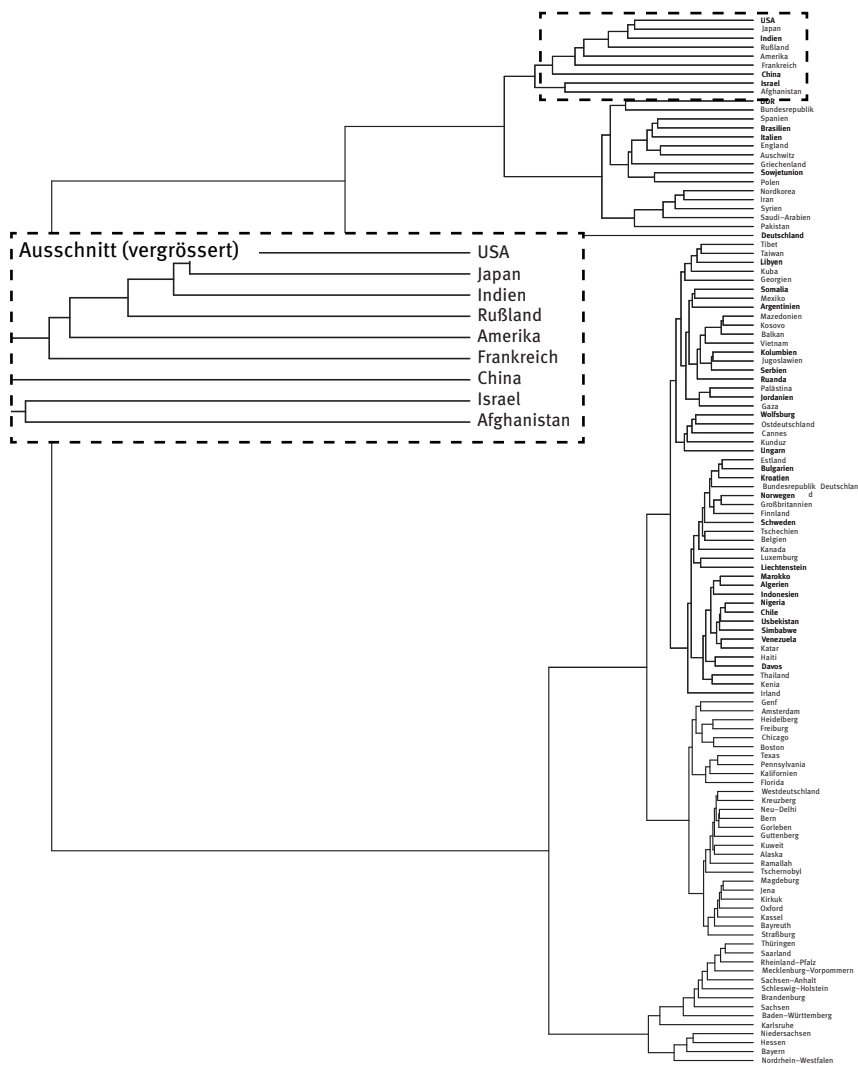 USA
Japan
Indien
Rußland
Amerika
Frankreich
China
Israel
Afghanistan
DDR
Bundesrepublik
Spanien
Brasilien
Italien
England
Auschwitz
Griechenland
Sowjetunion
Polen
Nordkorea
Iran
Syrien
Saudi-Arabien
Pakistan
Deutschland
Ausschnitt (vergrössert)
USA
Japan
Indien
Rußland
Amerika
Frankreich
China
Israel
Afghanistan
Tibet
Taiwan
Libyen
Kuba
Georgien
Somalia
Mexiko
Argentinien
Mazedonien
Kosovo
Balkan
Vietnam
Kolumbien
Jugoslawien
Serbien
Ruanda
Palästina
Jordanien
Gaza
Wolfsburg
Ostdeutschland
Cannes
Kunduz
Ungarn
Estland
Bulgarien
Kroatien
Bundesrepublik Deutschlan
d
Norwegen
Großbritannien
Finnland
Schweden
Tschechien
Belgien
Kanada
Luxemburg
Liechtenstein
Marokko
Algerien
Indonesien
Nigeria
Chile
Usbekistan
Simbabwe
Venezuela
Katar
Haiti
Davos
Thailand
Kenia
Irland
Genf
Amsterdam
Heidelberg
Freiburg
Chicago
Boston
Texas
Pennsylvania
Kalifornien
Florida
Westdeutschland
Kreuzberg
Neu-Delhi
Bern
Gorleben
Guttenberg
Kuweit
Alaska
Ramallah
Tschernobyl
Magdeburg
Jena
Kirkuk
Oxford
Kassel
Bayreuth
Straßburg
Thüringen
Saarland
Rheinland-Pfalz
Mecklenburg-Vorpommern
Sachsen-Anhalt
Schleswig-Holstein
Brandenburg
Sachsen
Baden-Württemberg
Karlsruhe
Niedersachsen
Hessen
Bayern
Nordrhein-Westfalen